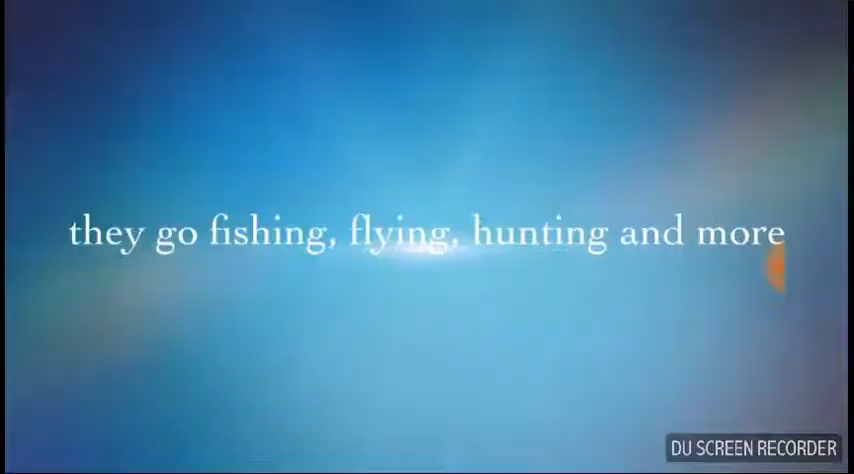 they go fishing, flying, hunting and more
DU SCREEN RECORDER